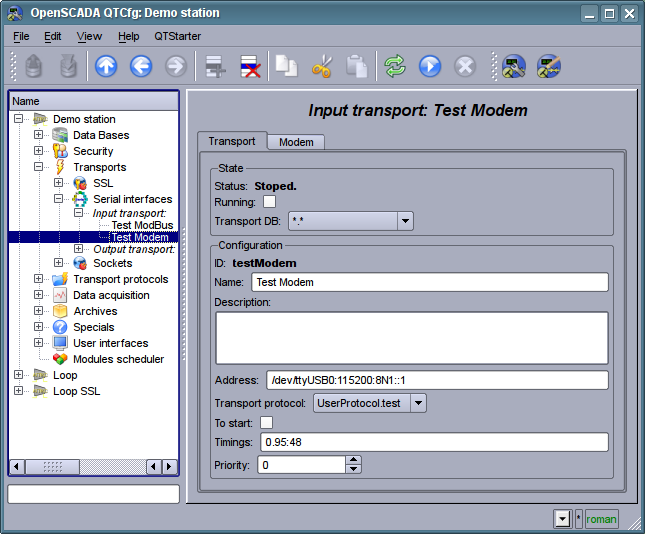 OpenSCADA QTCfg: Demo station
File Edit View Help QTStarter
Name
Demo station
Data Bases
Security
Transports
SSL
Serial interfaces
Input transport:
Test ModBus
Test Modem
Output transport:
Sockets
Transport protocols
Data acquisition
Archives
Specials
User interfaces
Modules scheduler
Loop
Loop SSL
Input transport: Test Modem
Transport Modem
State
Status: Stoped.
Running:
Transport DB: *.*
Configuration
ID: testModem
Name: Test Modem
Description:
Address: /dev/ttyUSB0:115200:8N1::1
Transport protocol: UserProtocol.test
To start:
Timings: 0.95:48
Priority: 0
* roman